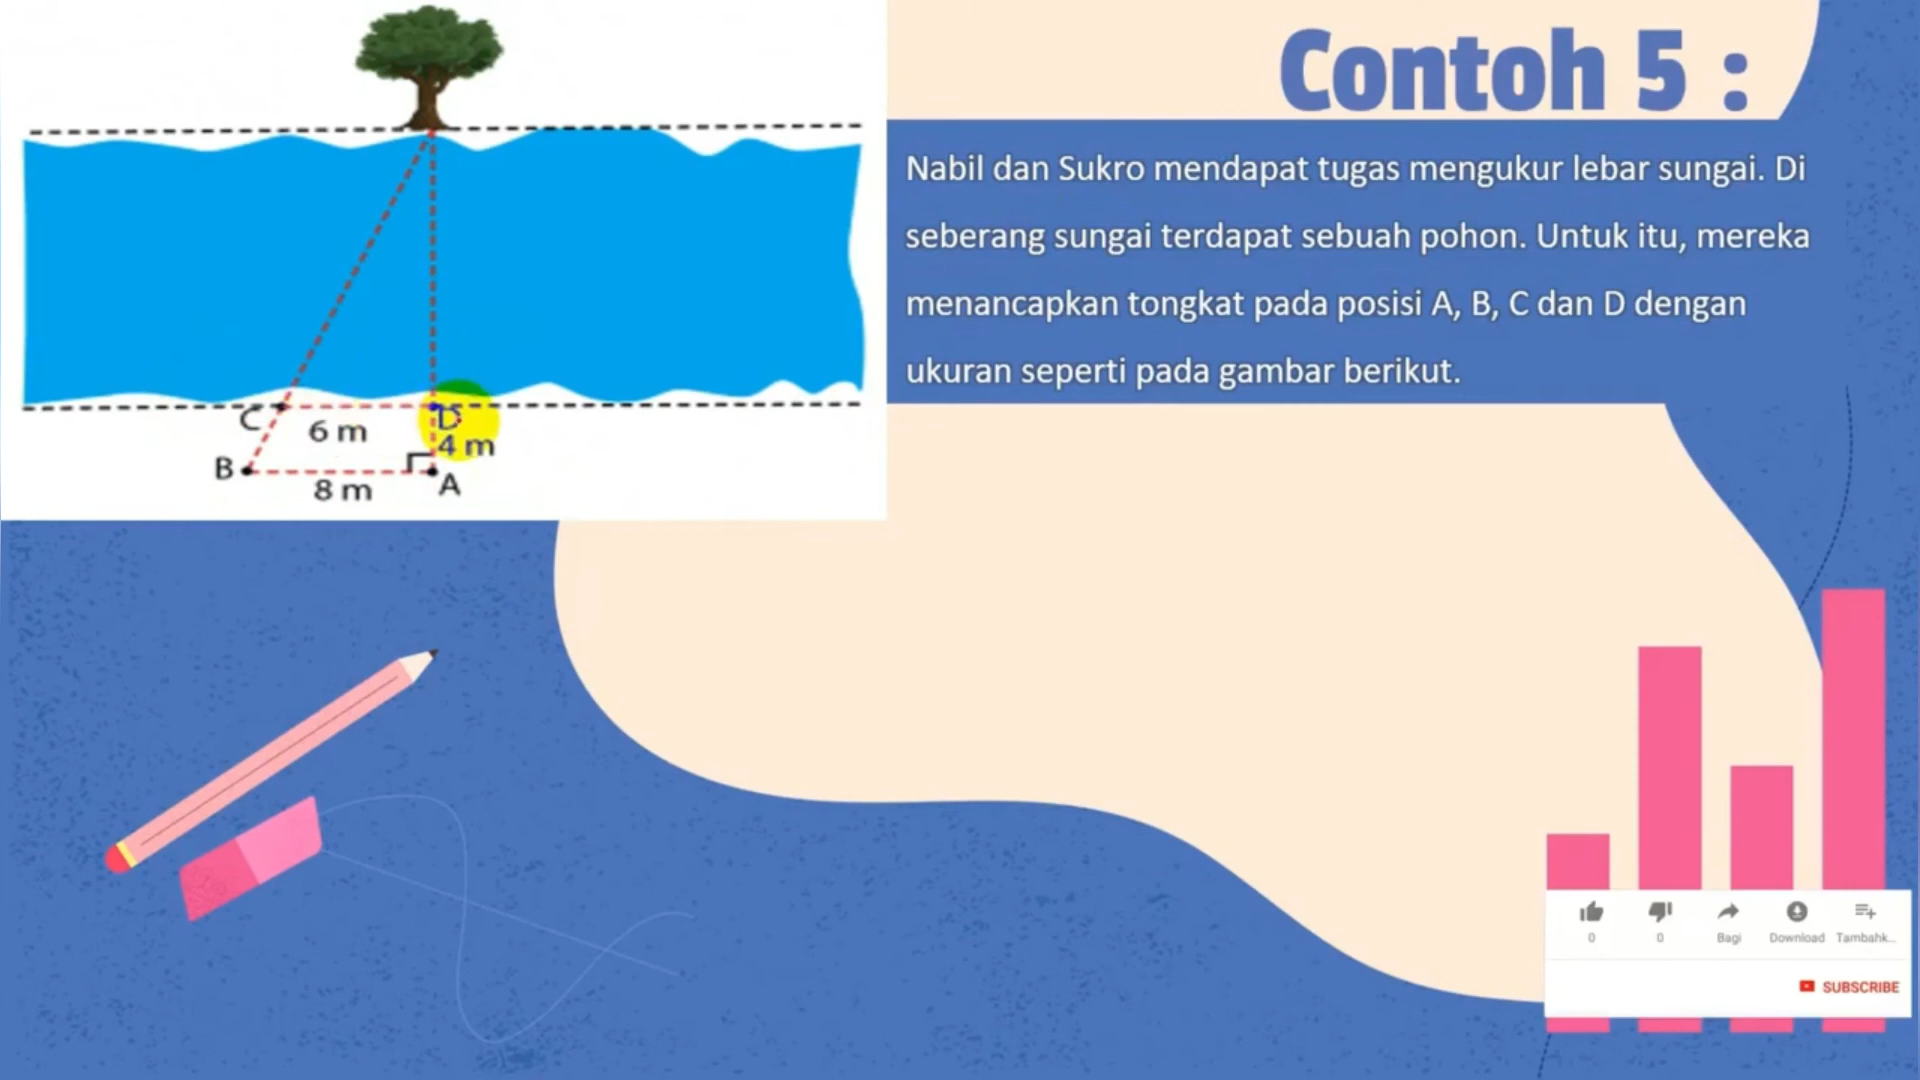 Contoh 5 :
Nabil dan Sukro mendapat tugas mengukur lebar sungai. Di
seberang sungai terdapat sebuah pohon. Untuk itu, mereka
menancapkan tongkat pada posisi A, B, C dan D dengan
ukuran seperti pada gambar berikut.
C
D
6 m
4 m
B
A
8 m
0
0
Bagi
Download
Tambahk...
SUBSCRIBE